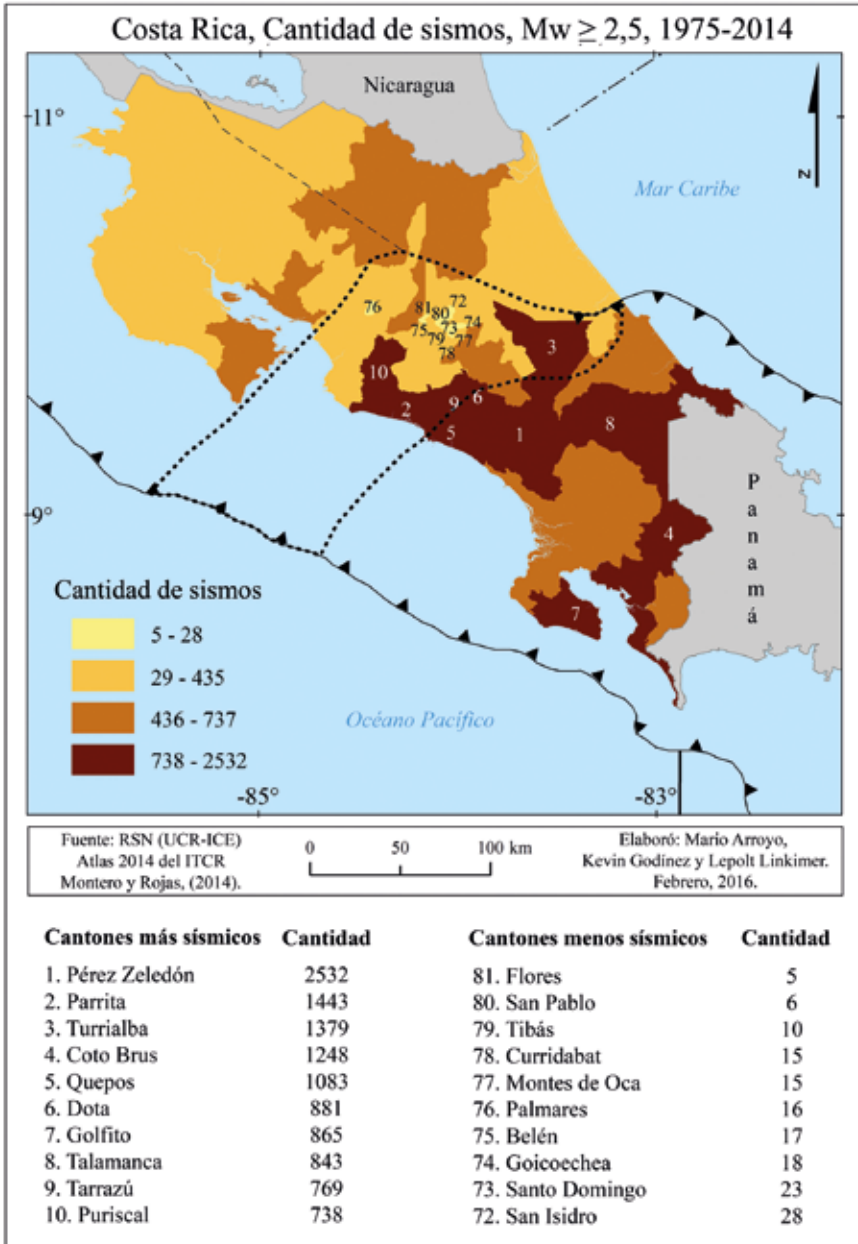 Costa Rica, Cantidad de sismos, Mw ≥ 2,5, 1975-2014
Nicaragua
11°
N
Mar Caribe
76
81
72
80
75
73
74
79
77
78
3
10
2
9
6
5
1
8
9°
4
Panamá
7
Cantidad de sismos
5 - 28
29 - 435
436 - 737
738 - 2532
Océano Pacífico
-85°
-83°
Fuente: RSN (UCR-ICE)
Atlas 2014 del ITCR
Montero y Rojas, (2014).
0 50 100 km
Elaboró: Mario Arroyo,
Kevin Godínez y Lepolt Linkimer.
Febrero, 2016.
Cantones más sísmicos Cantidad
1. Pérez Zeledón 2532
2. Parrita 1443
3. Turrialba 1379
4. Coto Brus 1248
5. Quepos 1083
6. Dota 881
7. Golfito 865
8. Talamanca 843
9. Tarrazú 769
10. Puriscal 738
Cantones menos sísmicos Cantidad
81. Flores 5
80. San Pablo 6
79. Tibás 10
78. Curridabat 15
77. Montes de Oca 15
76. Palmares 16
75. Belén 17
74. Goicoechea 18
73. Santo Domingo 23
72. San Isidro 28